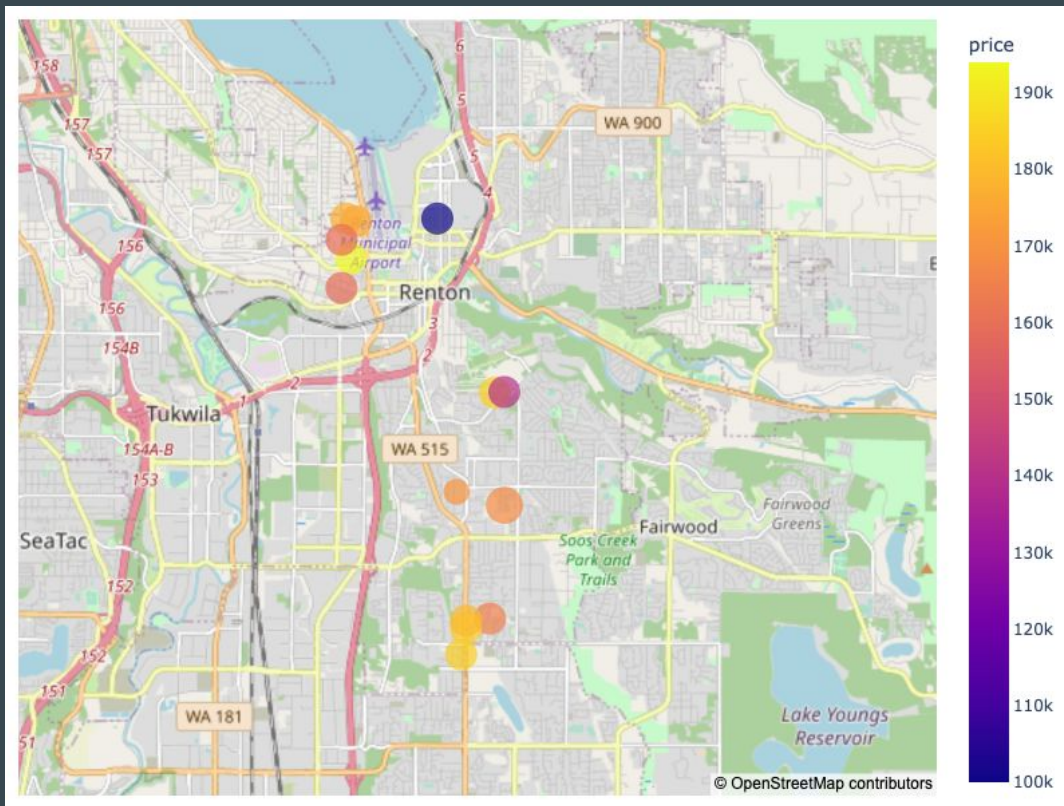 price
190k
180k
170k
160k
150k
140k
130k
120k
110k
100k
158
157
157
156
156
154B
154A-B
153
152
152
151
51
6
5
5
4
3
2
2
1
WA 900
enton
Municipal
Airport
Renton
E
Tukwila
WA 515
SeaTac
Fairwood
Fairwood
Greens
Soos Creek
Park and
Trails
WA 181
Lake Youngs
Reservoir
© OpenStreetMap contributors